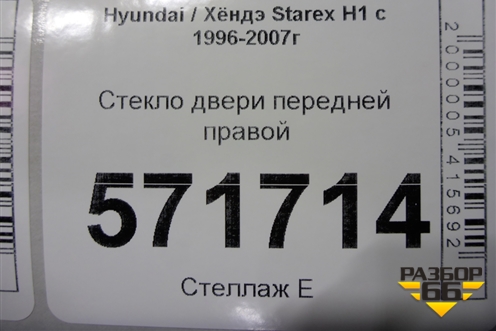 Hyundai / Хёндэ Starex H1 с
1996-2007г
Стекло двери передней
правой
571714
Стеллаж Е
2000005415692
РАЗБОР
66